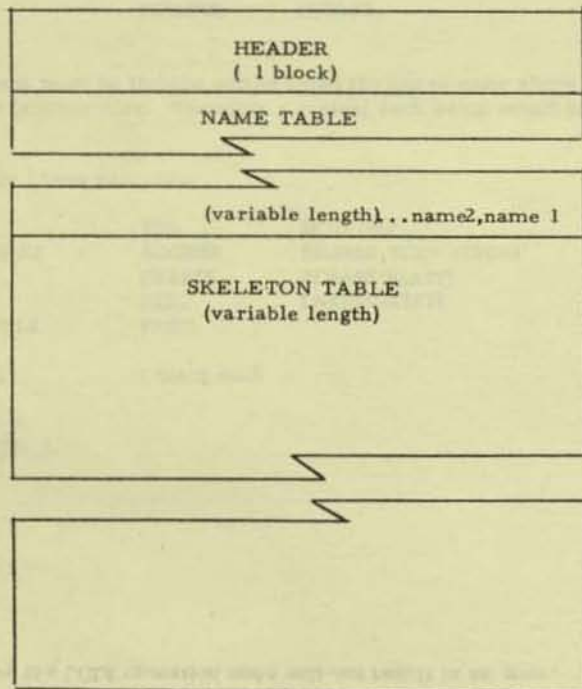 HEADER
( 1 block)
NAME TABLE
(variable length)...name2,name 1
SKELETON TABLE
(variable length)